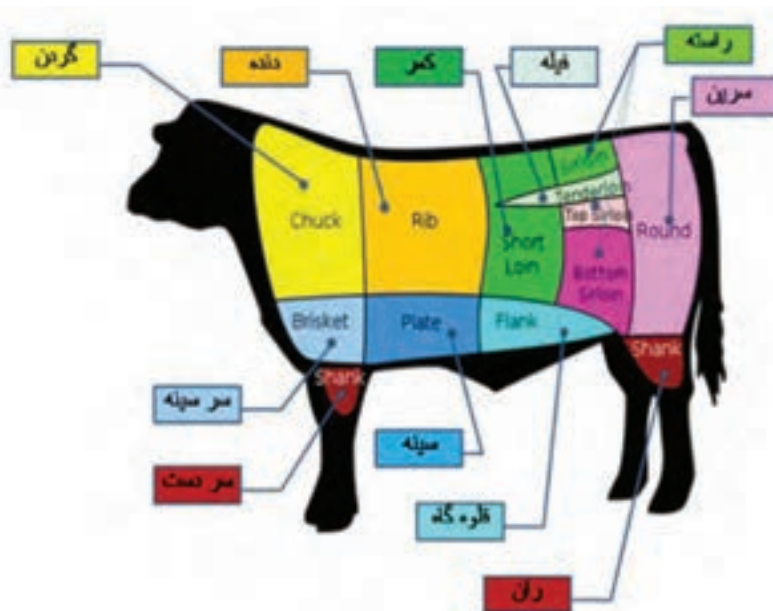 گردن
دنده
کمر
فیله
راسته
سرین
Sirloin
Tenderloin
Top Sirloin
Chuck
Rib
Short
Loin
Round
Bottom
Sirloin
Brisket
Plate
Flank
Shank
Shank
سر سینه
سینه
سر دست
قلوه گاه
ران